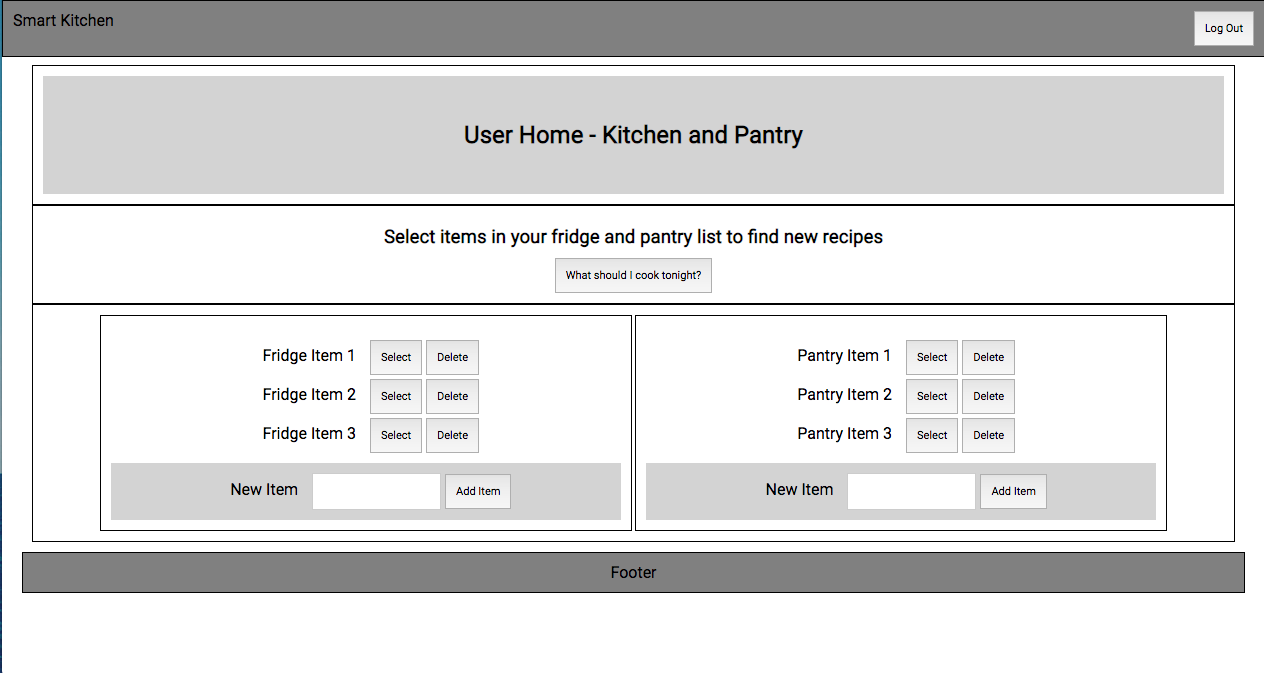 Smart Kitchen
Log Out
User Home - Kitchen and Pantry
Select items in your fridge and pantry list to find new recipes
What should I cook tonight?
Fridge Item 1 Select Delete
Fridge Item 2 Select Delete
Fridge Item 3 Select Delete
New Item Add Item
Pantry Item 1 Select Delete
Pantry Item 2 Select Delete
Pantry Item 3 Select Delete
New Item Add Item
Footer